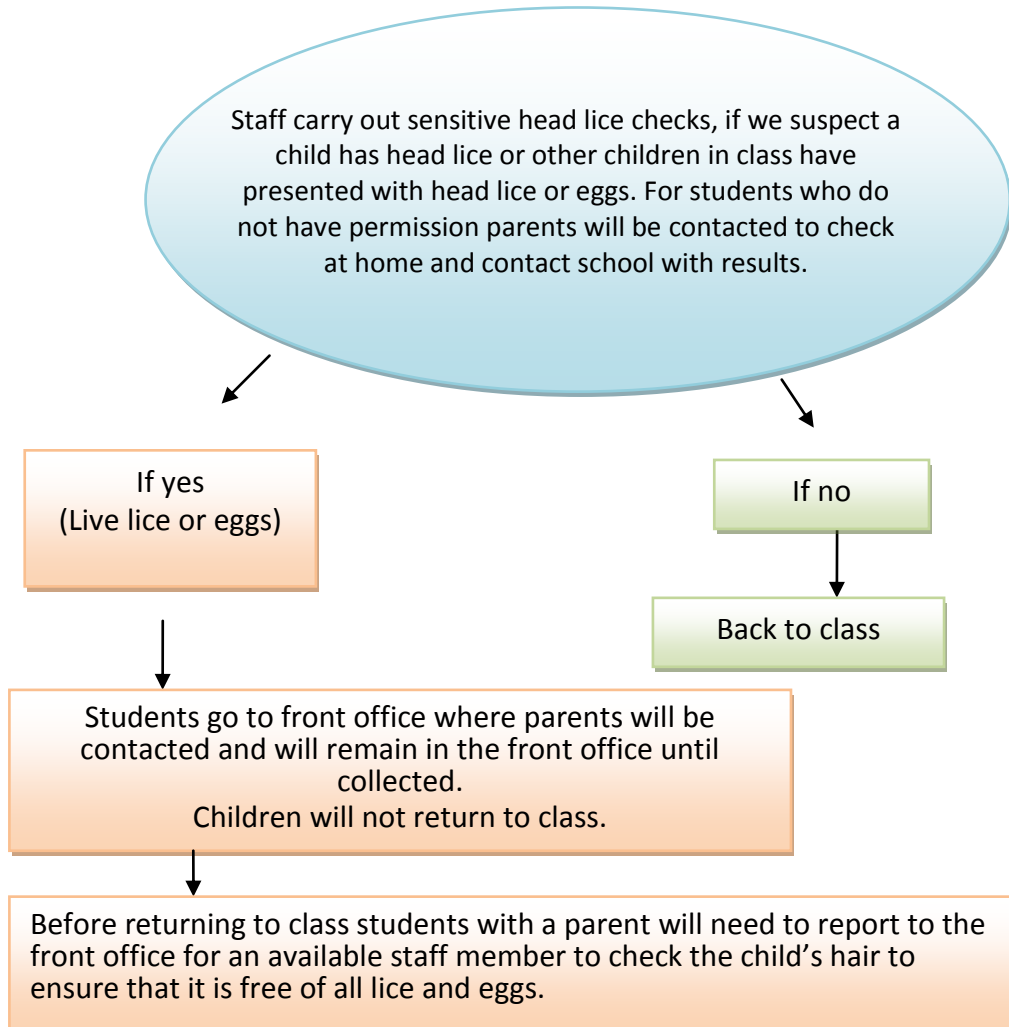 Staff carry out sensitive head lice checks, if we suspect a
child has head lice or other children in class have
presented with head lice or eggs. For students who do
not have permission parents will be contacted to check
at home and contact school with results.
If yes
(Live lice or eggs)
If no
Back to class
Students go to front office where parents will be
contacted and will remain in the front office until
collected.
Children will not return to class.
Before returning to class students with a parent will need to report to the
front office for an available staff member to check the child’s hair to
ensure that it is free of all lice and eggs.